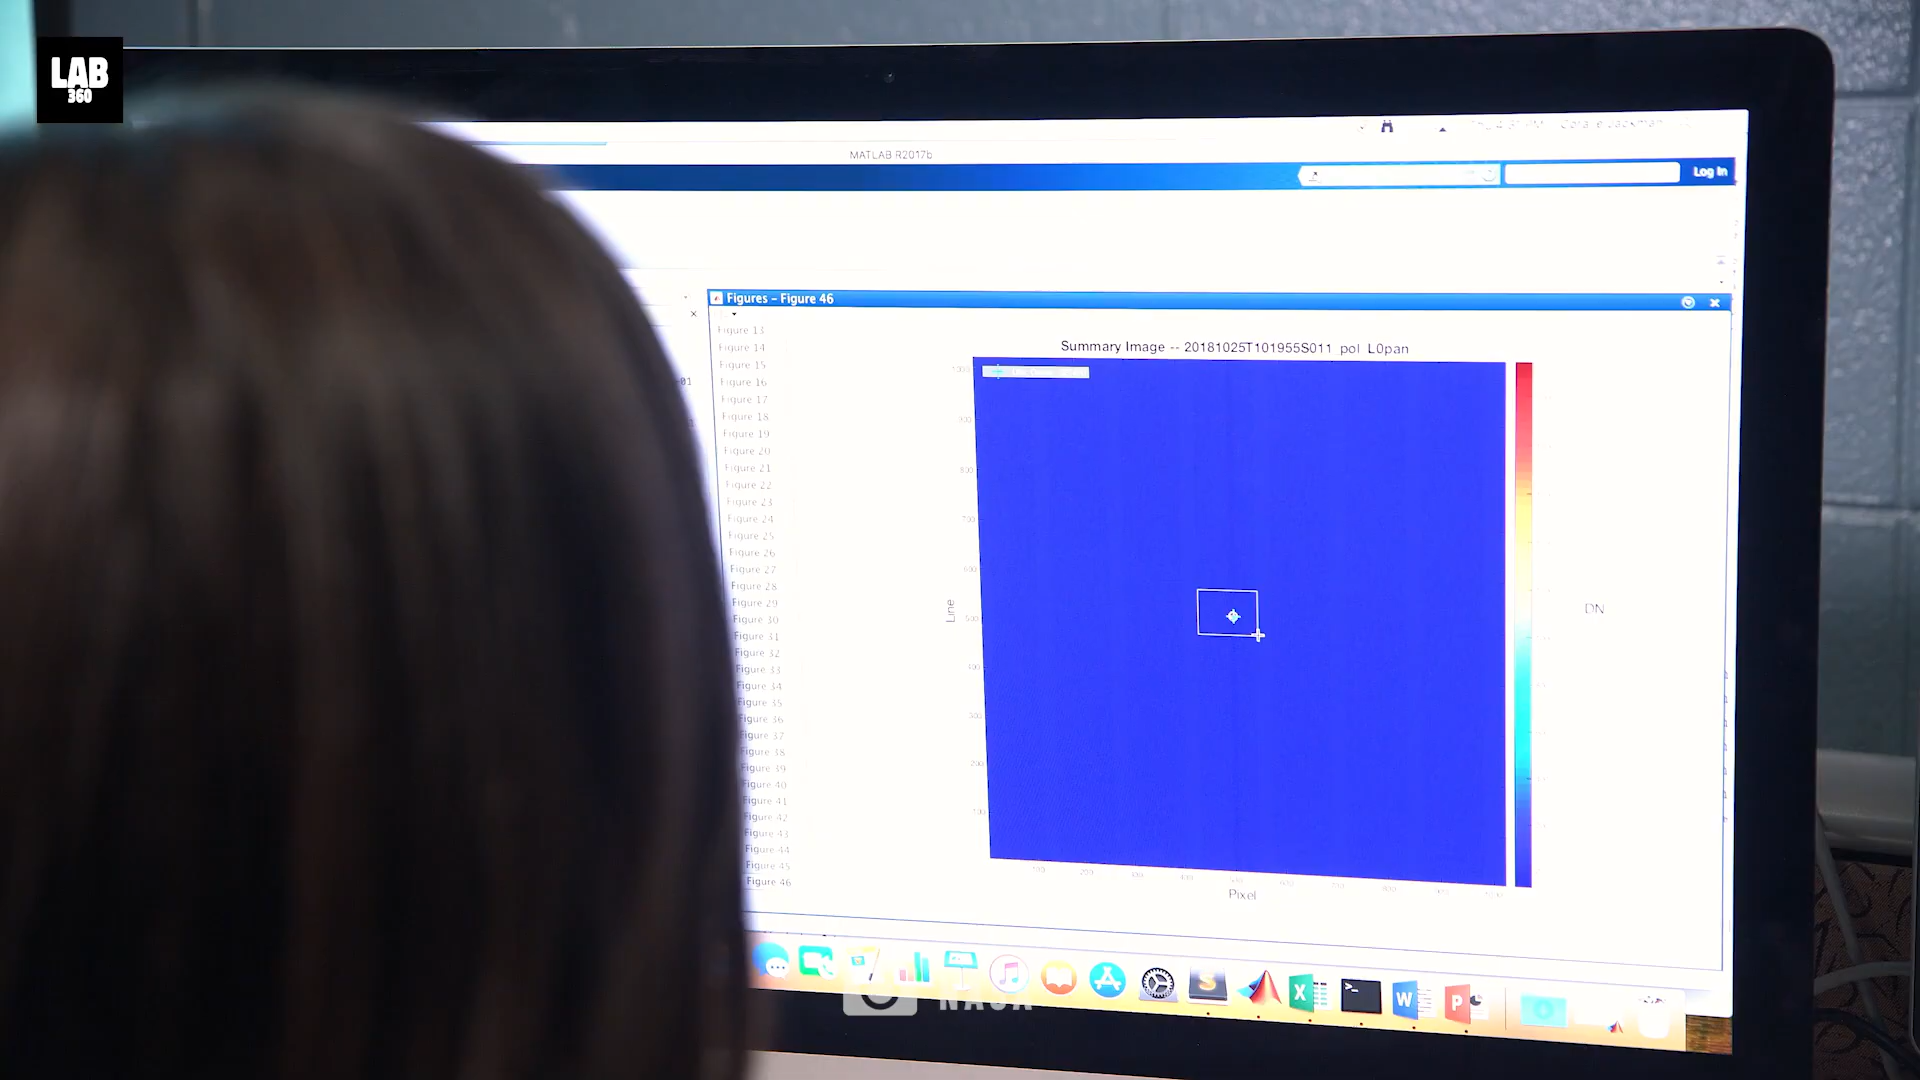 LAB
360
MATLAB R2017b
Log In
Figures - Figure 46
Figure 13
Figure 14
Figure 15
Figure 16
Figure 17
Figure 18
Figure 19
Figure 20
Figure 21
Figure 22
Figure 23
Figure 24
Figure 25
Figure 26
Figure 27
Figure 28
Figure 29
Figure 30
Figure 31
Figure 32
Figure 33
Figure 34
Figure 35
Figure 36
Figure 37
Figure 38
Figure 39
Figure 40
Figure 41
Figure 42
Figure 43
Figure 44
Figure 45
Figure 46
Summary Image -- 20181025T101955S011 pol L0pan
Line
Pixel
DN
NASA